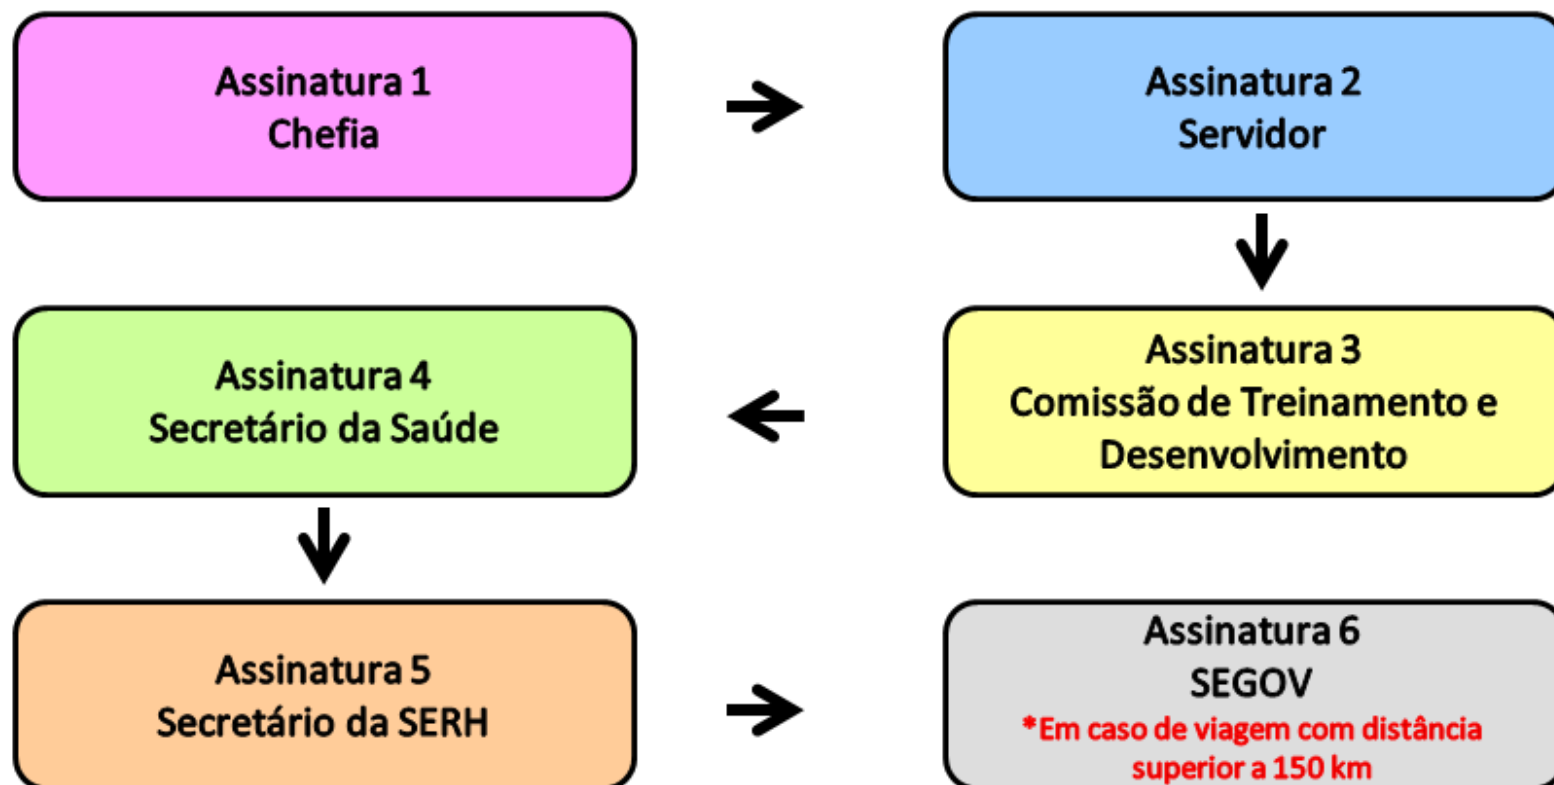 Assinatura 1
Chefia
Assinatura 2
Servidor
Assinatura 3
Comissão de Treinamento e
Desenvolvimento
Assinatura 4
Secretário da Saúde
Assinatura 5
Secretário da SERH
Assinatura 6
SEGOV
*Em caso de viagem com distância
superior a 150 km